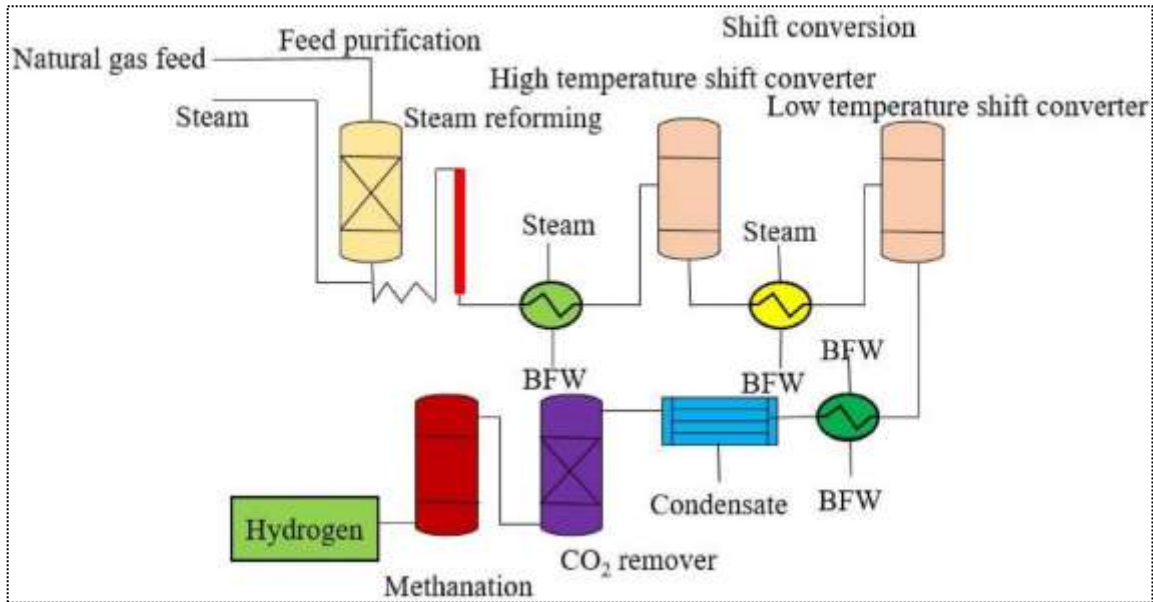 Shift conversion
Feed purification
Natural gas feed
High temperature shift converter
Low temperature shift converter
Steam
Steam reforming
Steam
Steam
BFW
BFW
BFW
Condensate
BFW
Hydrogen
CO₂ remover
Methanation